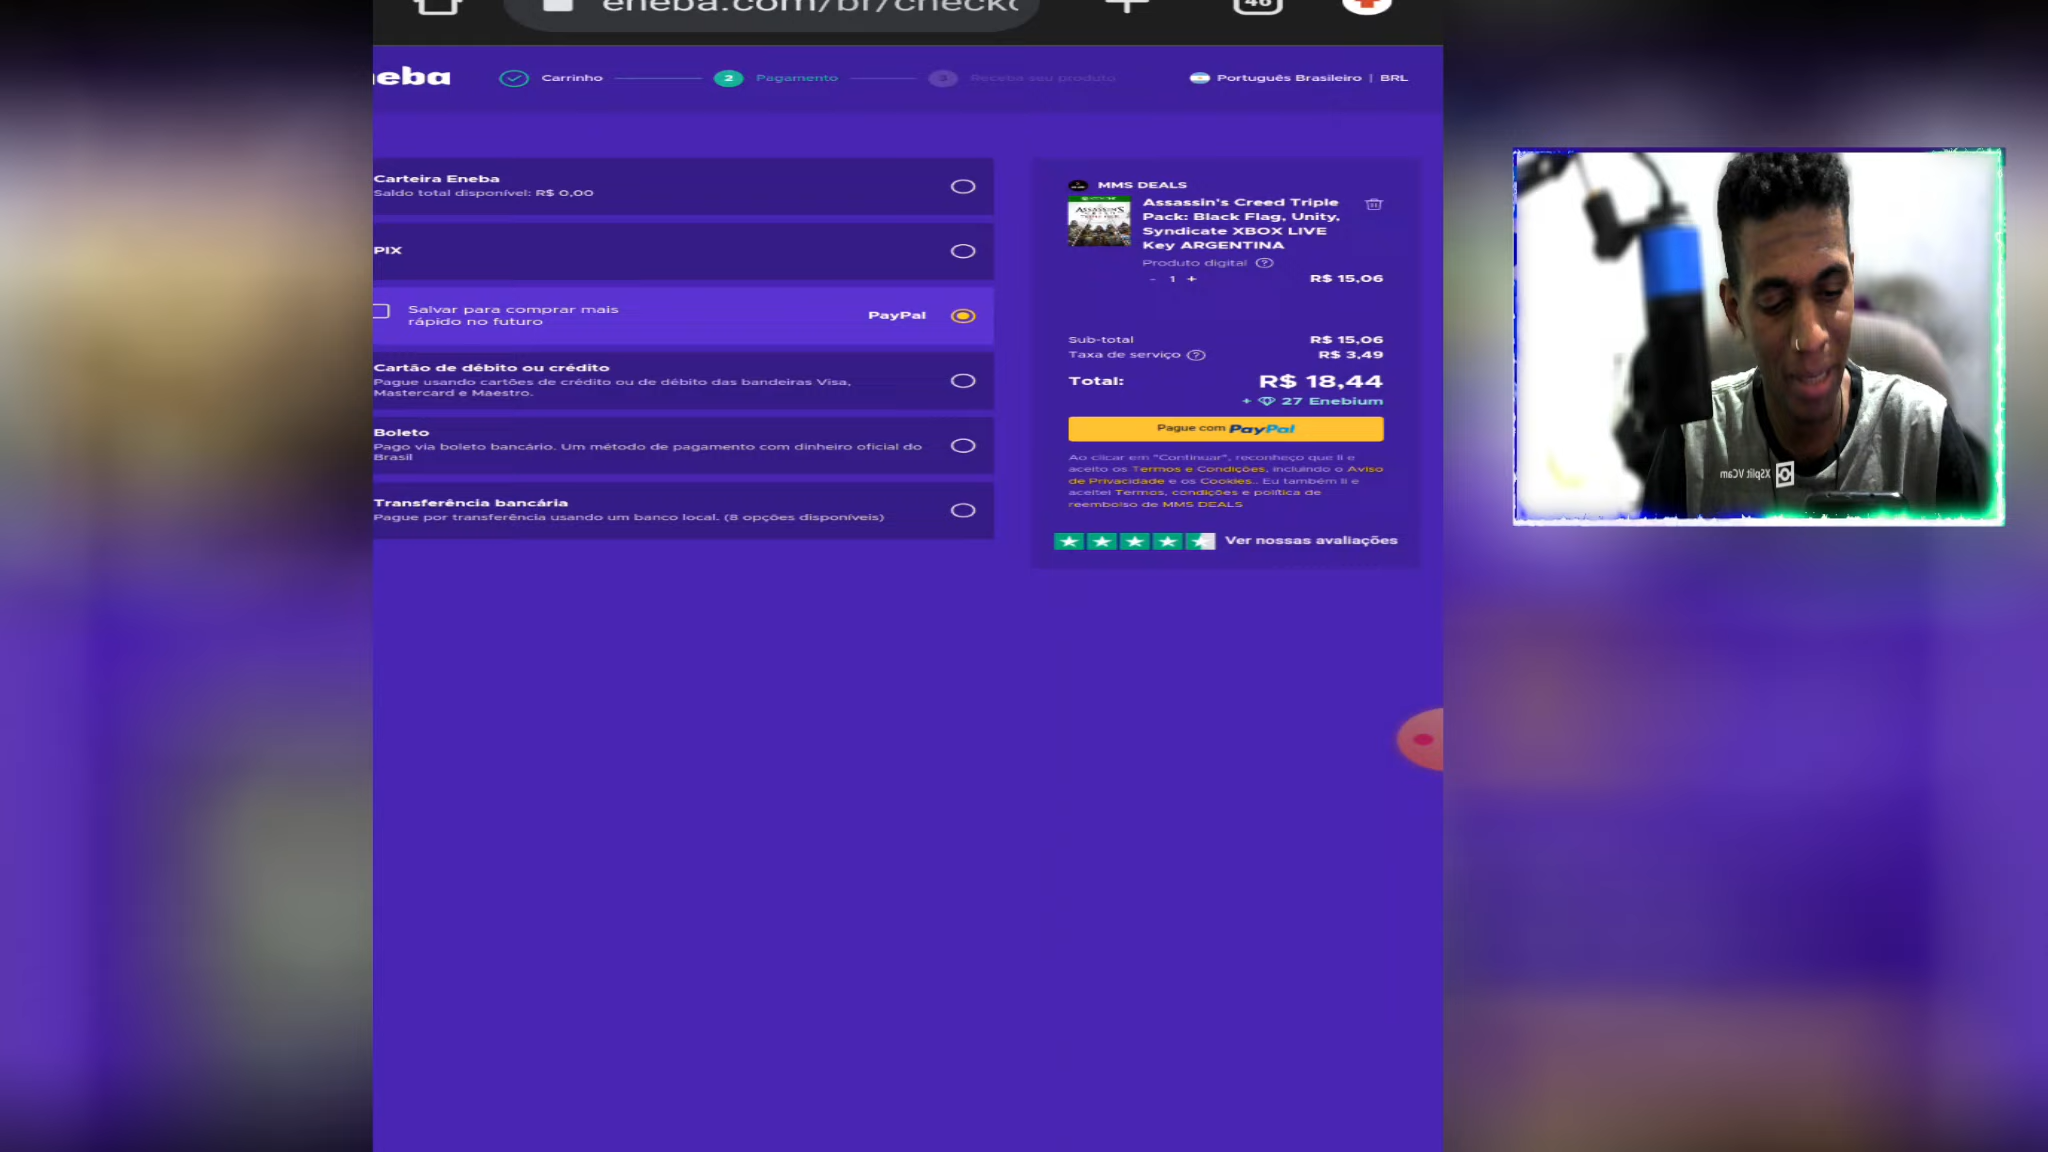 46
neba
Carrinho
2
Pagamento
3
Receba seu produto
Português Brasileiro | BRL
Carteira Eneba
Saldo total disponível: R$ 0,00
PIX
Salvar para comprar mais
rápido no futuro
PayPal
Cartão de débito ou crédito
Pague usando cartões de crédito ou de débito das bandeiras Visa,
Mastercard e Maestro.
Boleto
Pago via boleto bancário. Um método de pagamento com dinheiro oficial do
Brasil
Transferência bancária
Pague por transferência usando um banco local. (8 opções disponíveis)
MMS DEALS
Assassin's Creed Triple
Pack: Black Flag, Unity,
Syndicate XBOX LIVE
Key ARGENTINA
Produto digital ?
- 1 +
R$ 15,06
Sub-total
R$ 15,06
Taxa de serviço ?
R$ 3,49
Total:
R$ 18,44
+ 27 Enebium
Pague com PayPal
Ao clicar em "Continuar", reconheço que li e
aceito os Termos e Condições, incluindo o Aviso
de Privacidade e os Cookies.. Eu também li e
aceitei Termos, condições e política de
reembolso de MMS DEALS
Ver nossas avaliações
XSplit VCam